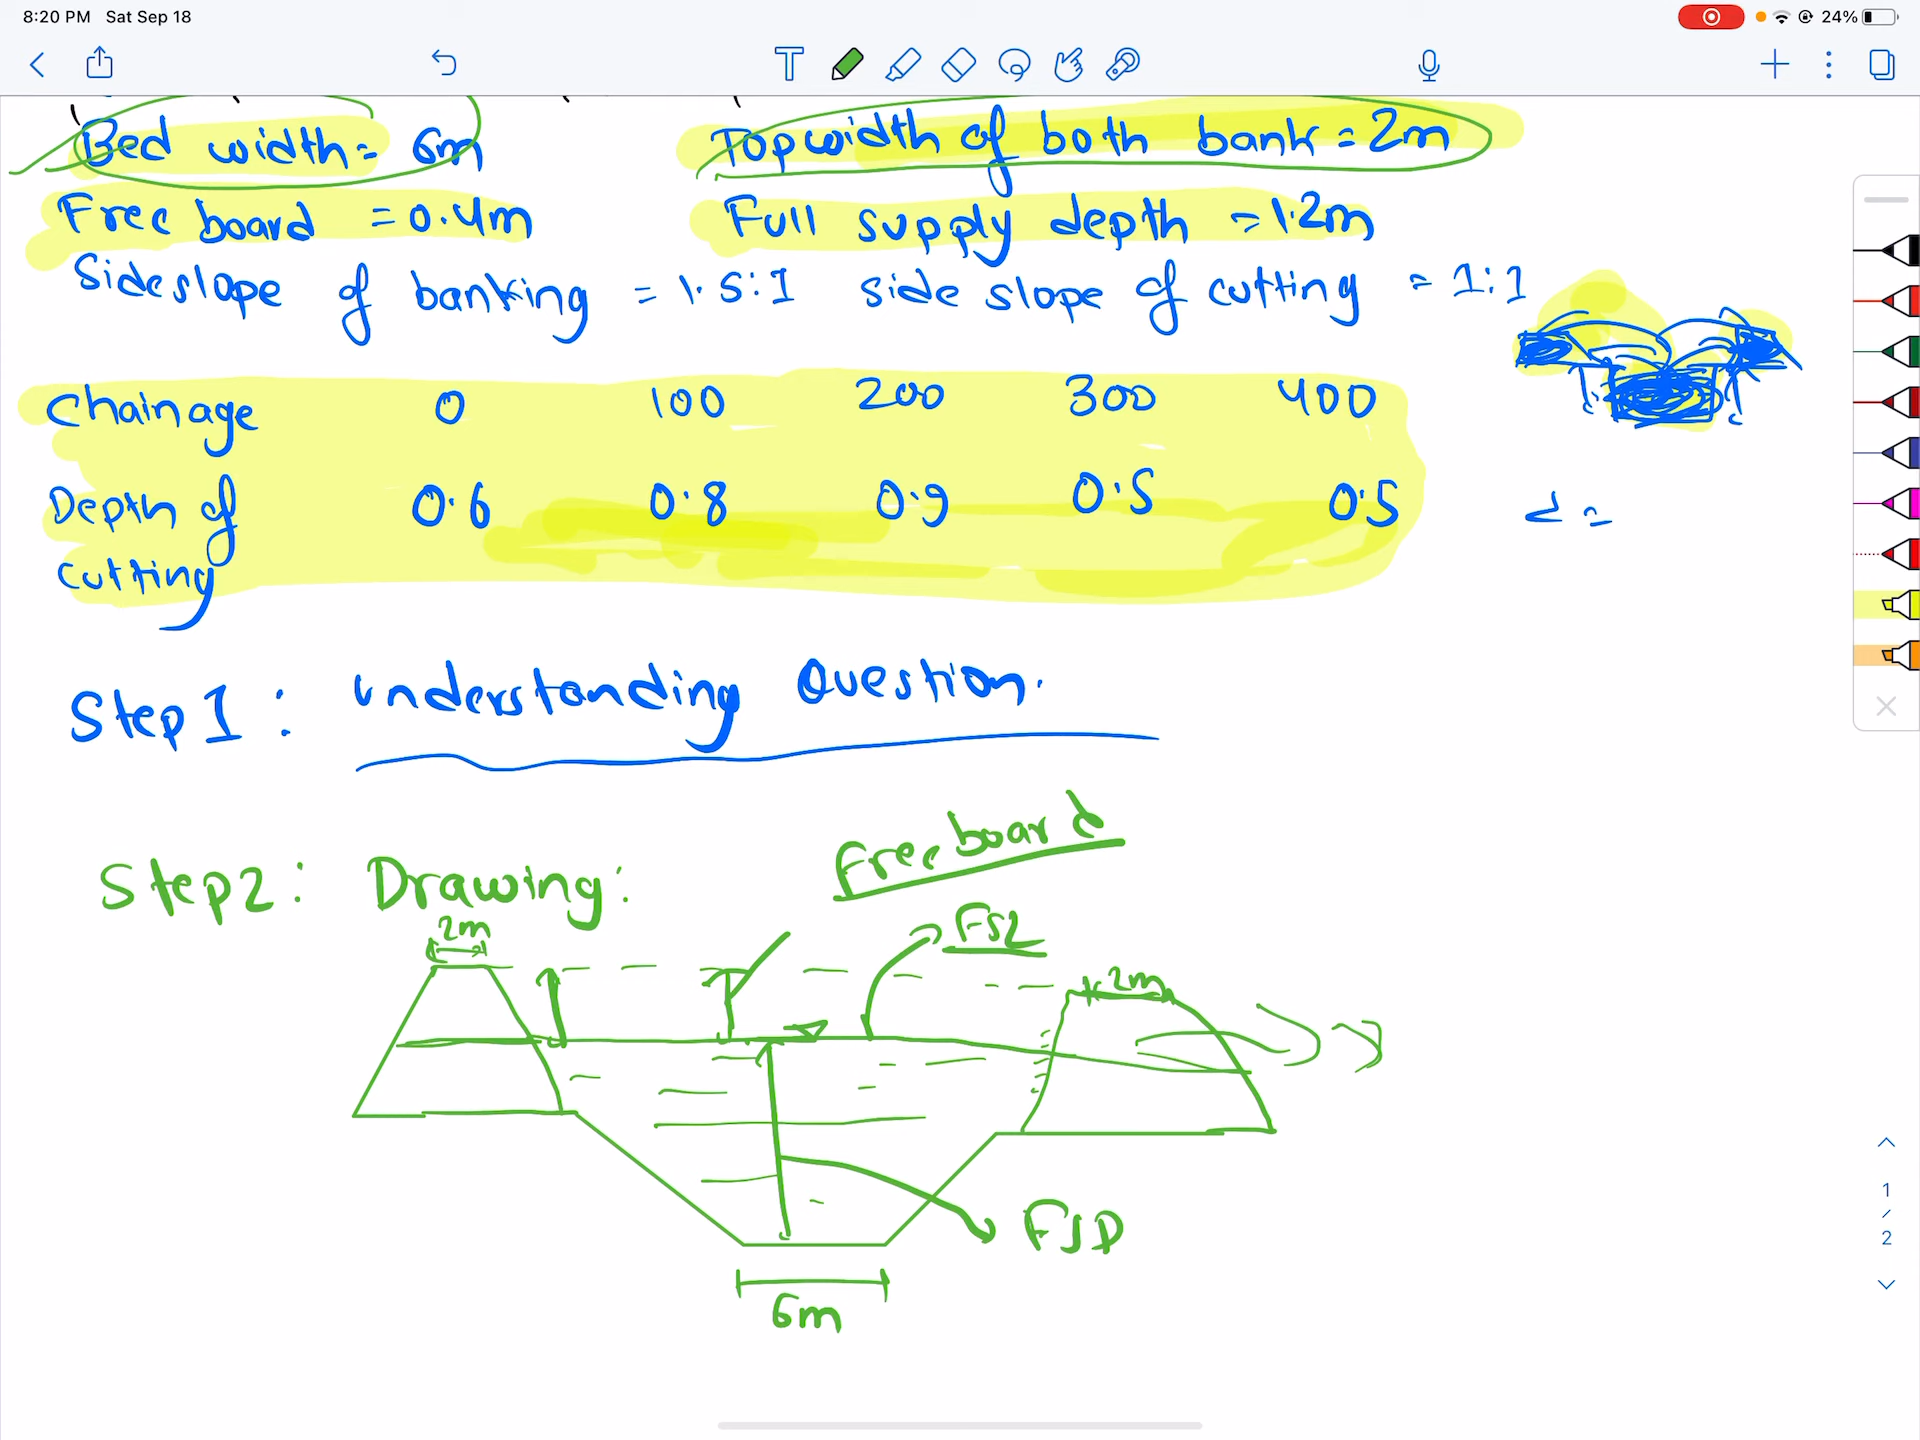 8:20 PM Sat Sep 18
24%
Bed width = 6m Top width of both bank = 2m
Free board = 0.4m Full supply depth = 1.2m
Side slope of banking = 1.5:1 side slope of cutting = 1:1
Chainage 0 100 200 300 400
Depth of 0.6 0.8 0.9 0.5 0.5
cutting
d =
Step 1: Understanding Question.
Free board
Step 2: Drawing:
2m
FSL
2m
FSD
6m
1
/
2